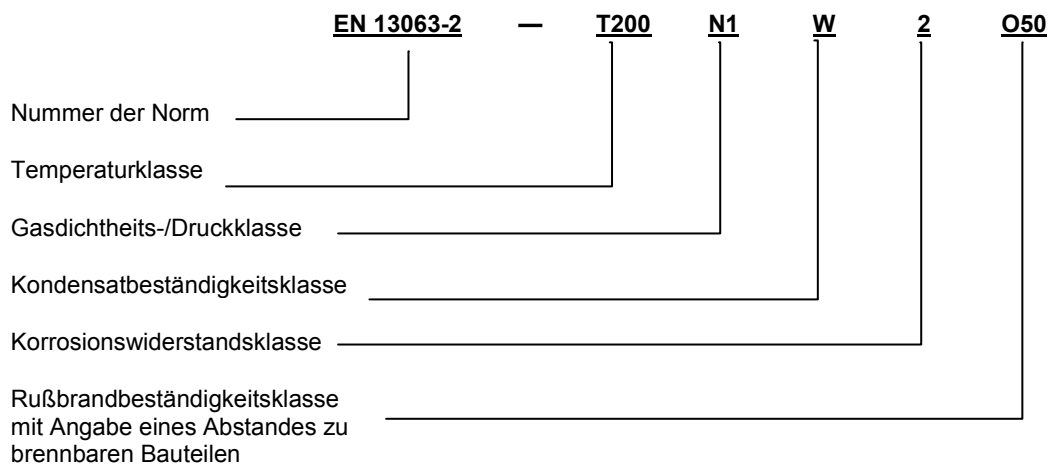 EN 13063-2 — T200 N1 W 2 O50
Nummer der Norm
Temperaturklasse
Gasdichtheits-/Druckklasse
Kondensatbeständigkeitsklasse
Korrosionswiderstandsklasse
Rußbrandbeständigkeitsklasse
mit Angabe eines Abstandes zu
brennbaren Bauteilen